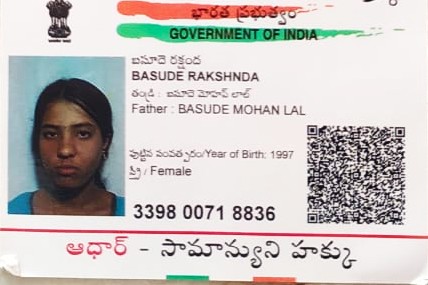 భారత ప్రభుత్వం
GOVERNMENT OF INDIA
బసూదె రక్షంద
BASUDE RAKSHNDA
తండ్రి : బసూదె మోహన్ లాల్
Father : BASUDE MOHAN LAL
పుట్టిన సంవత్సరం/Year of Birth: 1997
స్త్రీ / Female
3398 0071 8836
ఆధార్ - సామాన్యుని హక్కు